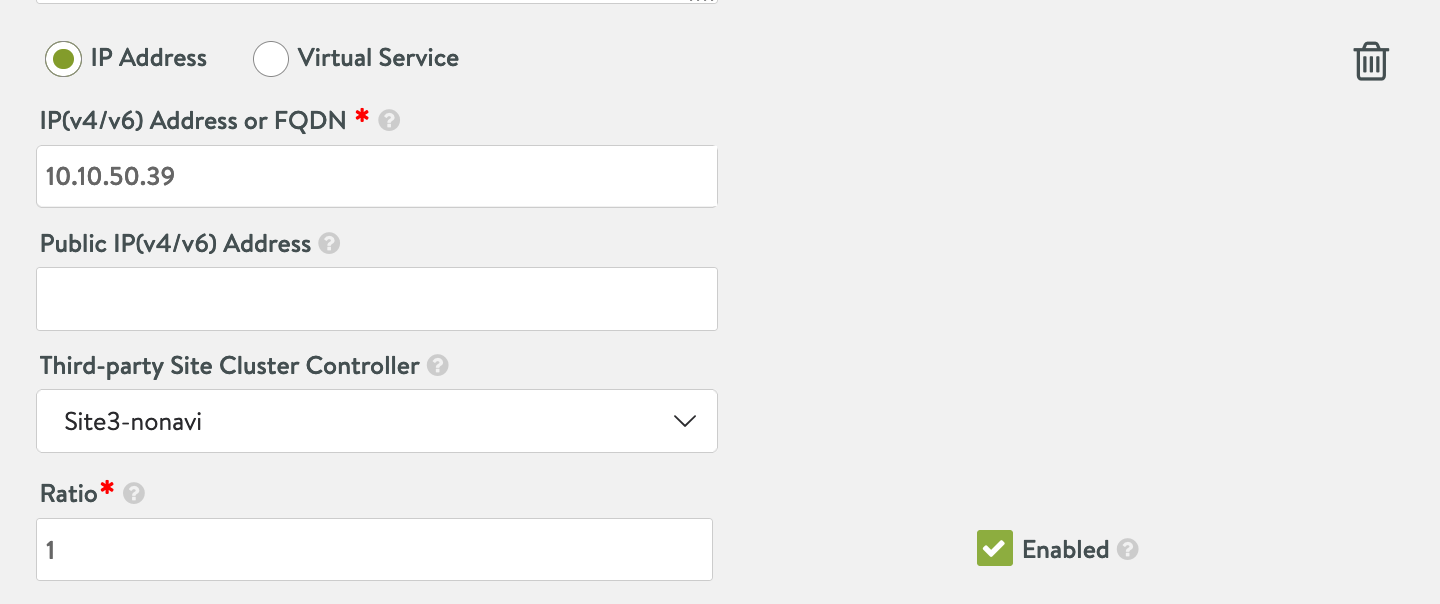 IP Address Virtual Service
IP(v4/v6) Address or FQDN * ?
10.10.50.39
Public IP(v4/v6) Address ?
Third-party Site Cluster Controller ?
Site3-nonavi
Ratio* ?
1
Enabled ?